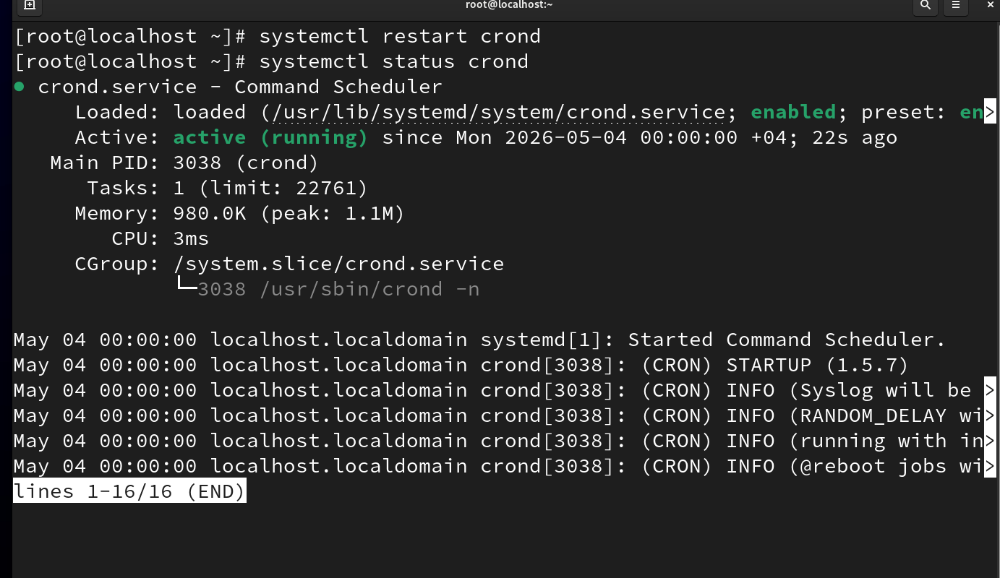 root@localhost:~
[root@localhost ~]# systemctl restart crond
[root@localhost ~]# systemctl status crond
● crond.service - Command Scheduler
     Loaded: loaded (/usr/lib/systemd/system/crond.service; enabled; preset: en>
     Active: active (running) since Mon 2026-05-04 00:00:00 +04; 22s ago
   Main PID: 3038 (crond)
      Tasks: 1 (limit: 22761)
     Memory: 980.0K (peak: 1.1M)
        CPU: 3ms
     CGroup: /system.slice/crond.service
             └─3038 /usr/sbin/crond -n
May 04 00:00:00 localhost.localdomain systemd[1]: Started Command Scheduler.
May 04 00:00:00 localhost.localdomain crond[3038]: (CRON) STARTUP (1.5.7)
May 04 00:00:00 localhost.localdomain crond[3038]: (CRON) INFO (Syslog will be >
May 04 00:00:00 localhost.localdomain crond[3038]: (CRON) INFO (RANDOM_DELAY wi>
May 04 00:00:00 localhost.localdomain crond[3038]: (CRON) INFO (running with in>
May 04 00:00:00 localhost.localdomain crond[3038]: (CRON) INFO (@reboot jobs wi>
lines 1-16/16 (END)